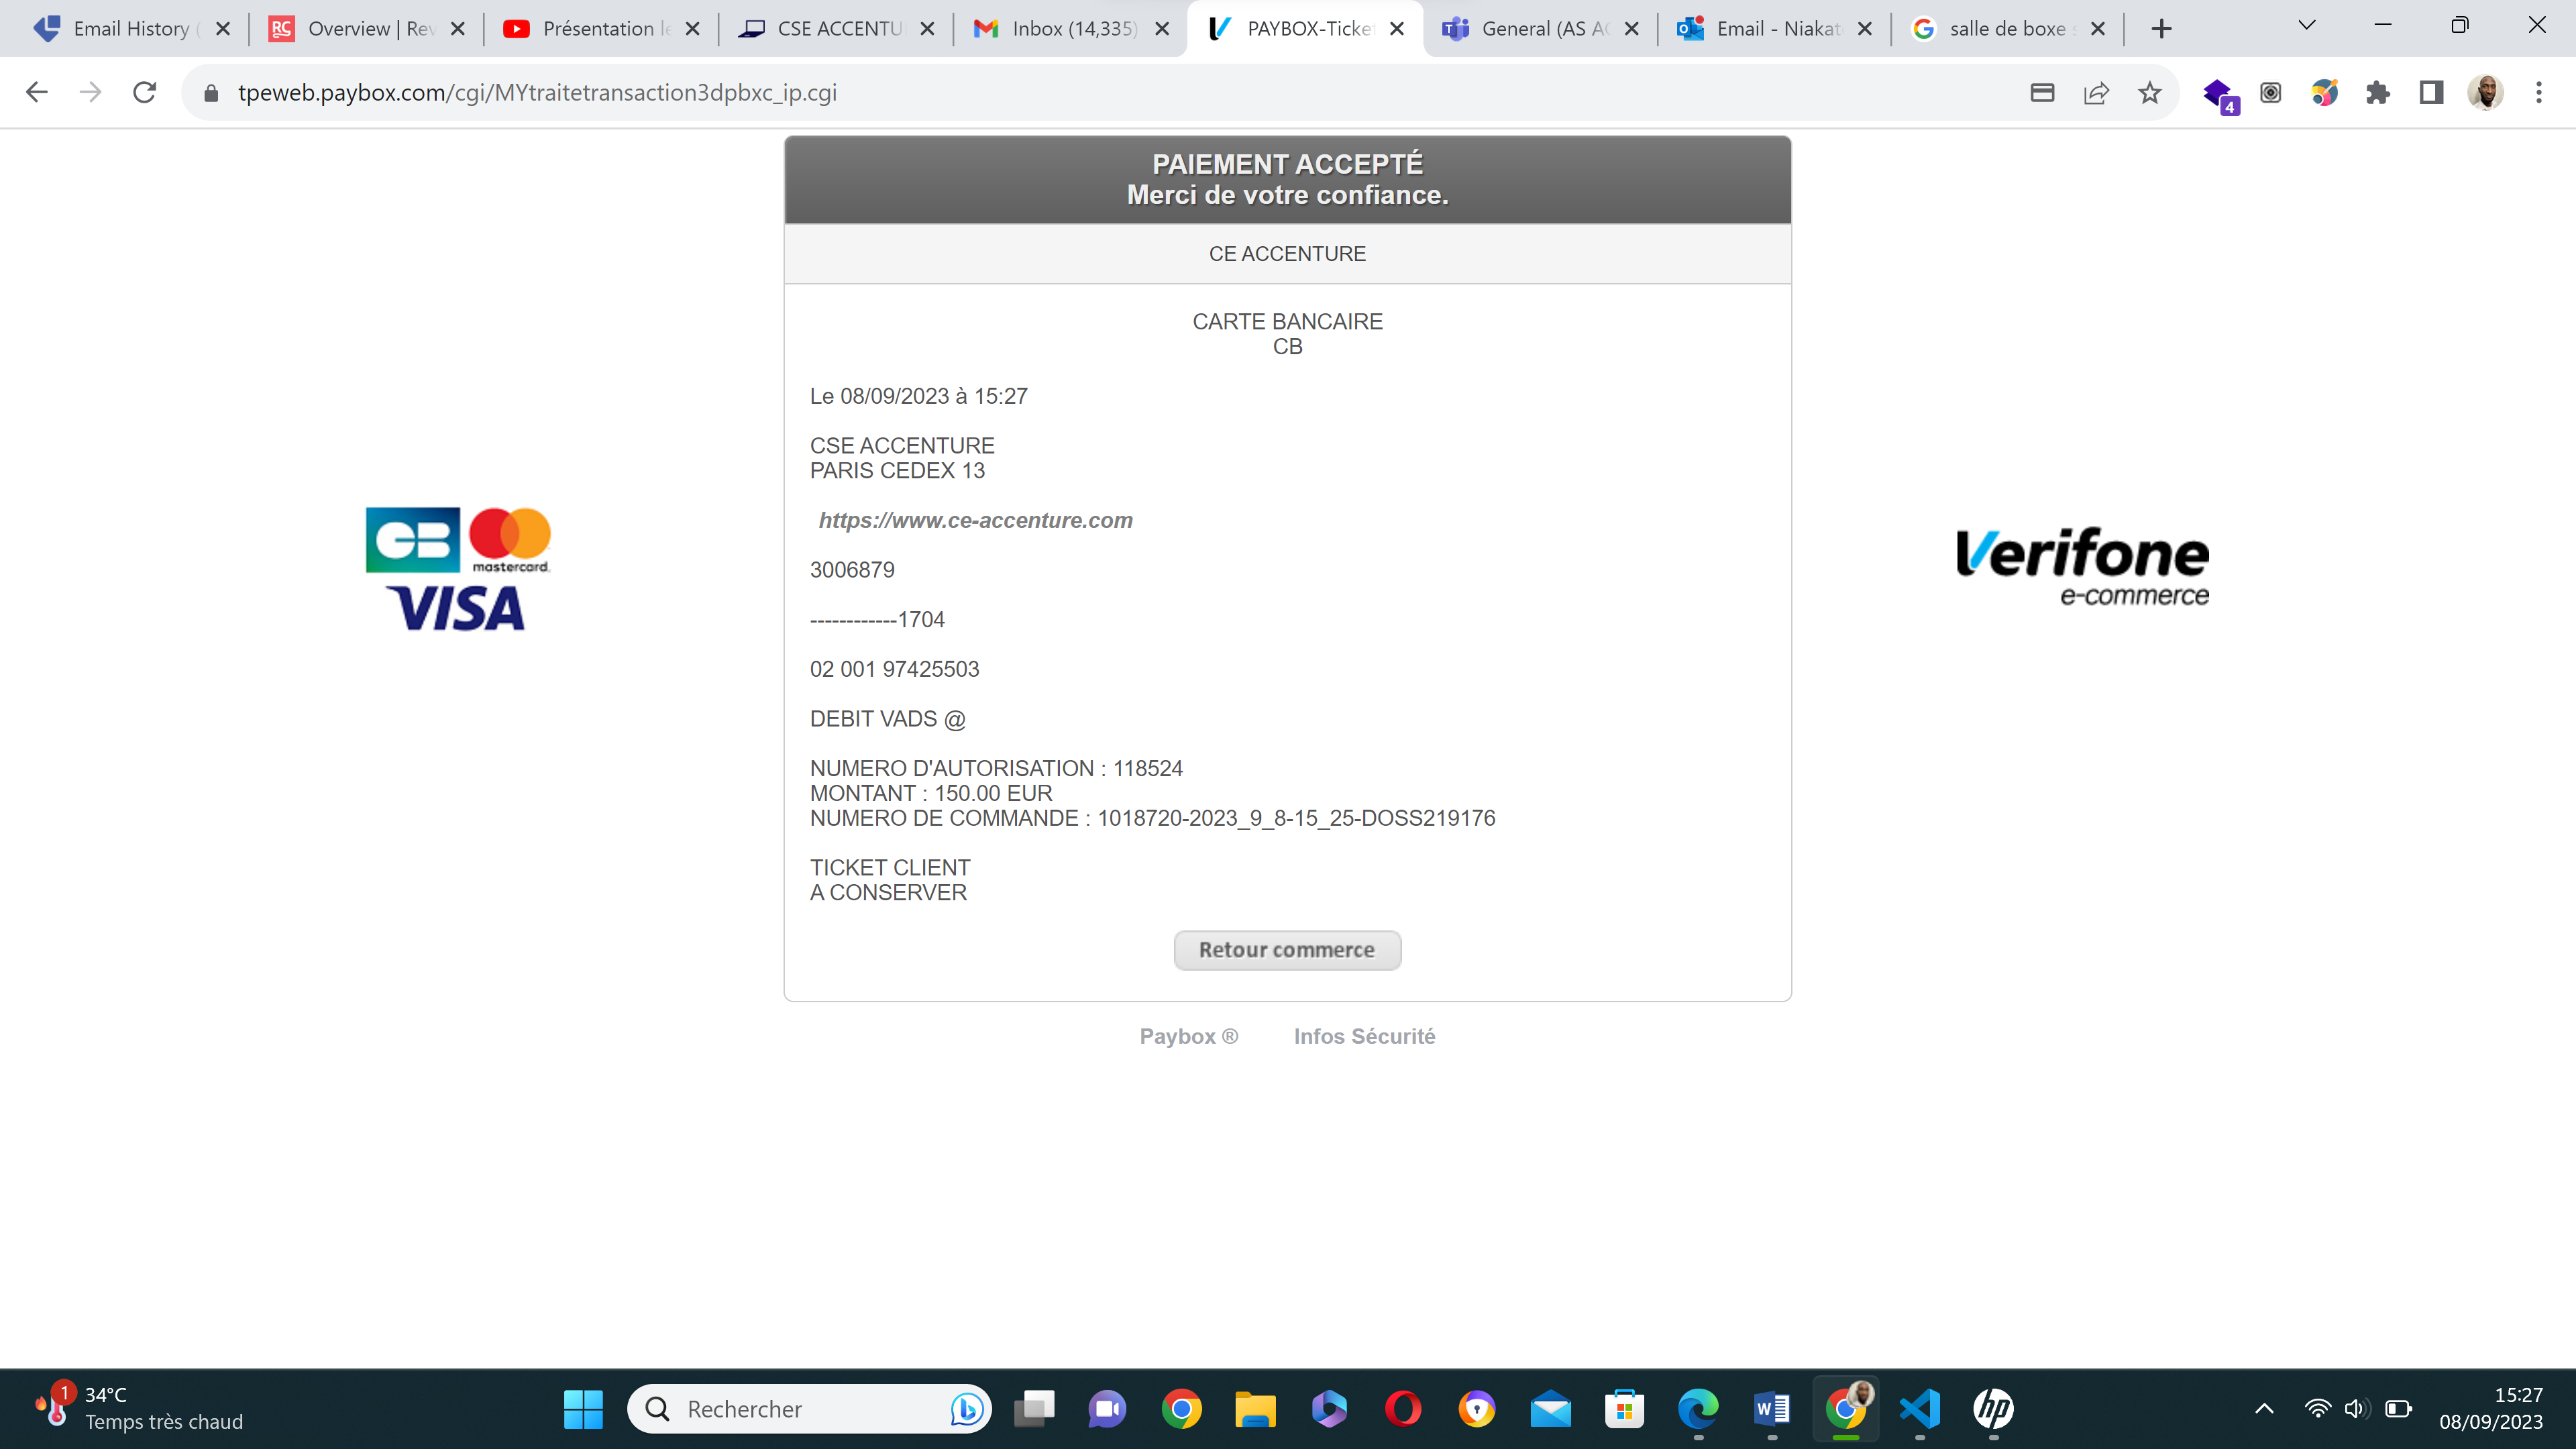 Email History (
Overview | Rev
Présentation le
CSE ACCENTU
Inbox (14,335)
PAYBOX-Ticket
General (AS AC
Email - Niakat
salle de boxe s
tpeweb.paybox.com/cgi/MYtraitetransaction3dpbxc_ip.cgi
4
PAIEMENT ACCEPTÉ
Merci de votre confiance.
CE ACCENTURE
CARTE BANCAIRE
CB
Le 08/09/2023 à 15:27
CSE ACCENTURE
PARIS CEDEX 13
https://www.ce-accenture.com
3006879
------------1704
02 001 97425503
DEBIT VADS @
NUMERO D'AUTORISATION : 118524
MONTANT : 150.00 EUR
NUMERO DE COMMANDE : 1018720-2023_9_8-15_25-DOSS219176
TICKET CLIENT
A CONSERVER
Retour commerce
CB
mastercard
VISA
Verifone
e-commerce
Paybox ® Infos Sécurité
1
34°C
Temps très chaud
Rechercher
15:27
08/09/2023